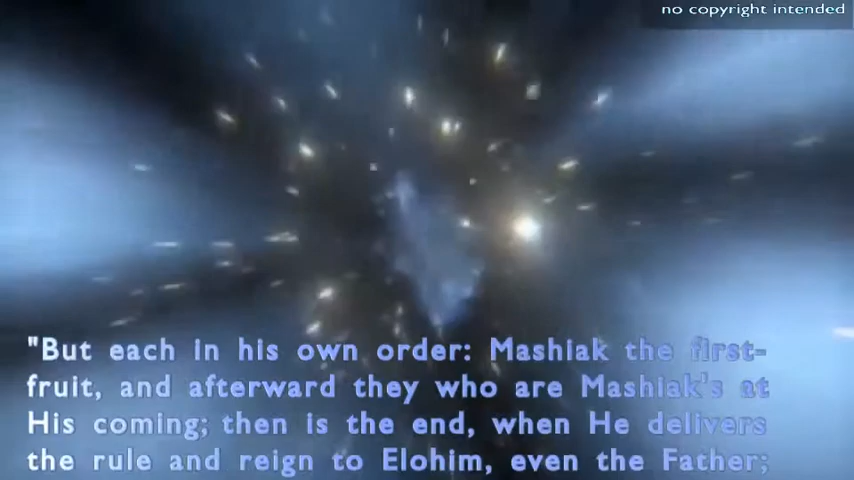 no copyright intended
"But each in his own order: Mashiak the first-
fruit, and afterward they who are Mashiak's at
His coming; then is the end, when He delivers
the rule and reign to Elohim, even the Father;